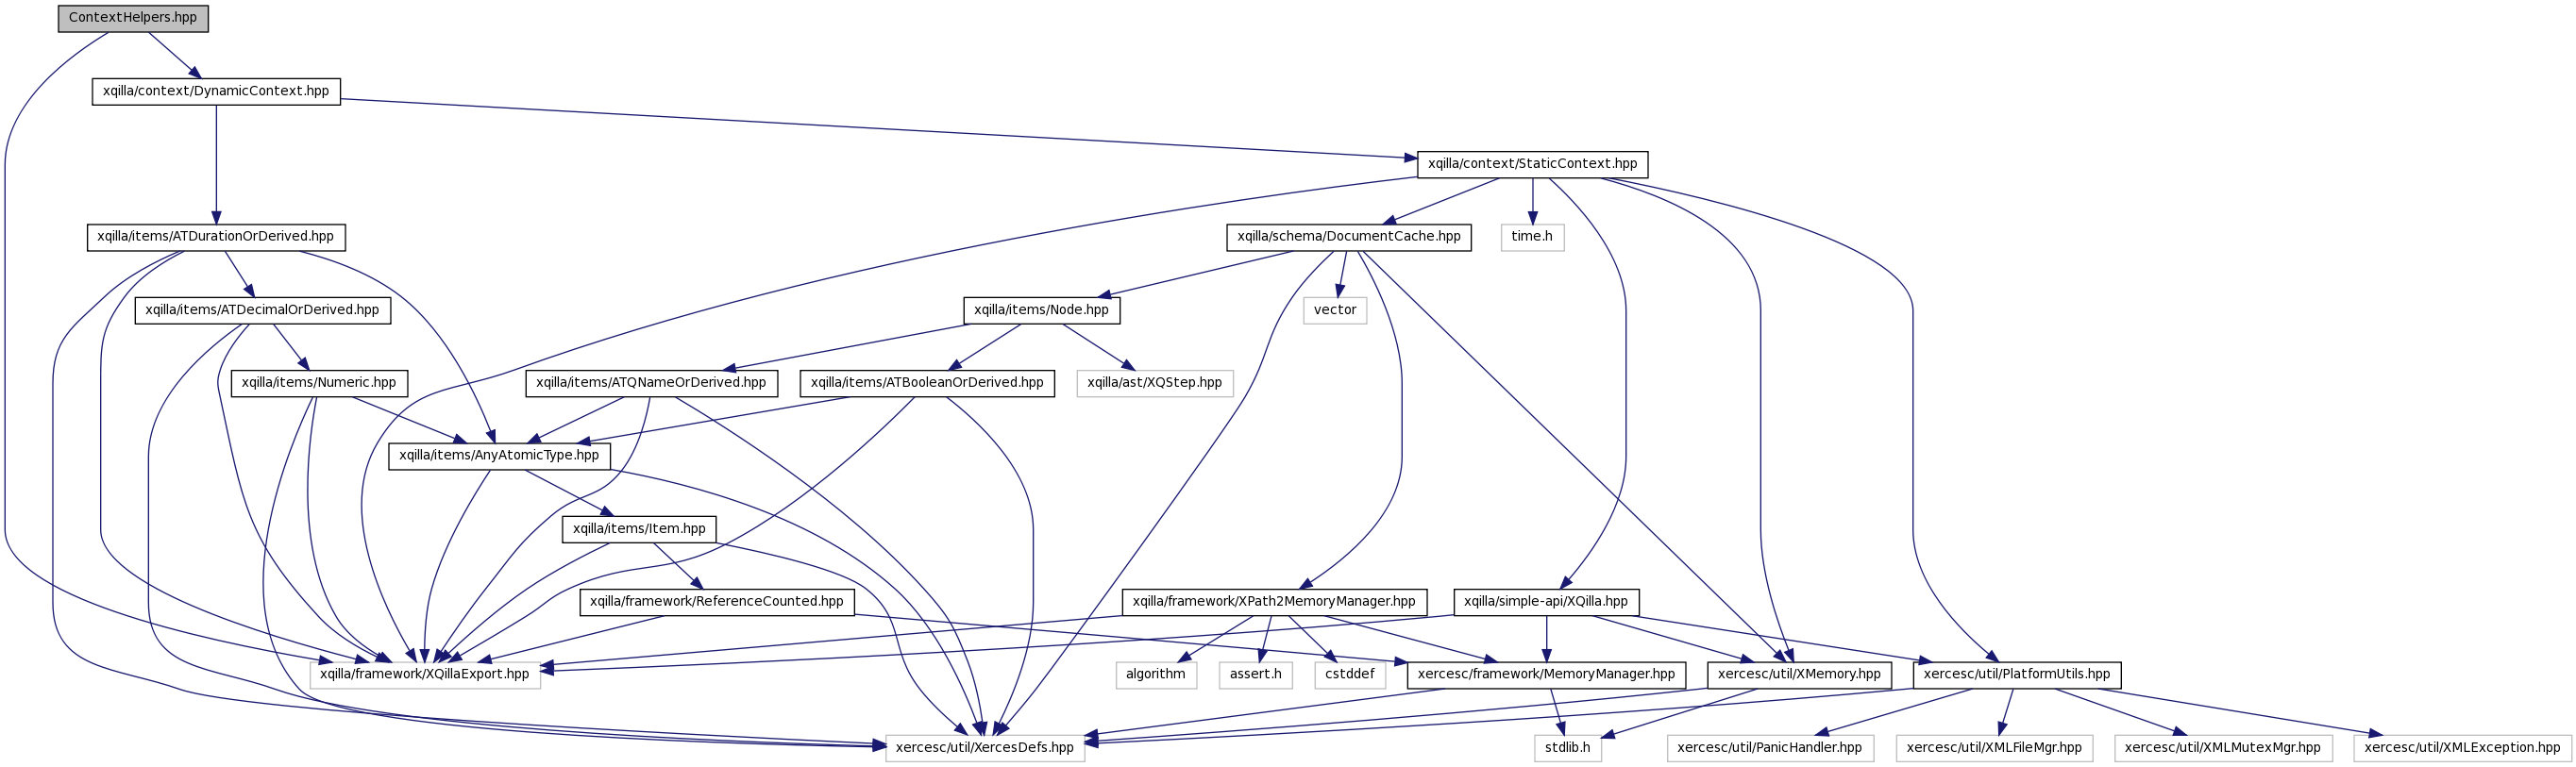 ContextHelpers.hpp
xqilla/context/DynamicContext.hpp
xqilla/context/StaticContext.hpp
xqilla/items/ATDurationOrDerived.hpp
xqilla/schema/DocumentCache.hpp
time.h
xqilla/items/ATDecimalOrDerived.hpp
xqilla/items/Node.hpp
vector
xqilla/items/Numeric.hpp
xqilla/items/ATQNameOrDerived.hpp
xqilla/items/ATBooleanOrDerived.hpp
xqilla/ast/XQStep.hpp
xqilla/items/AnyAtomicType.hpp
xqilla/items/Item.hpp
xqilla/framework/ReferenceCounted.hpp
xqilla/framework/XPath2MemoryManager.hpp
xqilla/simple-api/XQilla.hpp
xqilla/framework/XQillaExport.hpp
algorithm
assert.h
cstddef
xercesc/framework/MemoryManager.hpp
xercesc/util/XMemory.hpp
xercesc/util/PlatformUtils.hpp
xercesc/util/XercesDefs.hpp
stdlib.h
xercesc/util/PanicHandler.hpp
xercesc/util/XMLFileMgr.hpp
xercesc/util/XMLMutexMgr.hpp
xercesc/util/XMLException.hpp